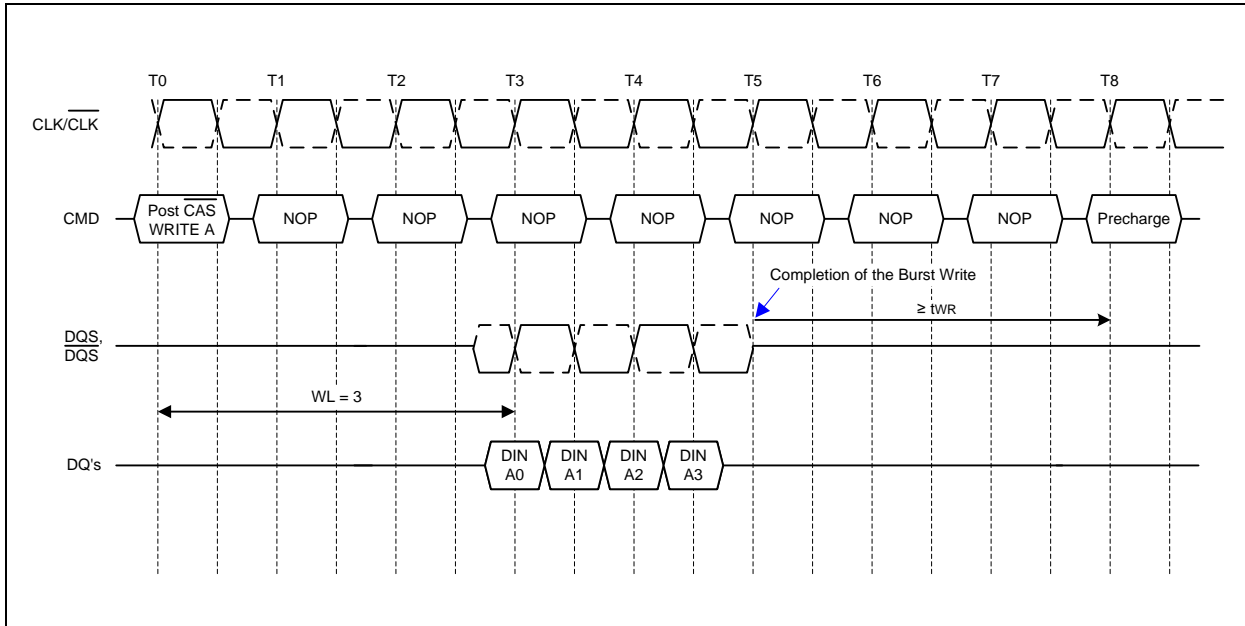 T0 T1 T2 T3 T4 T5 T6 T7 T8
CLK/CLK
CMD
Post CAS
WRITE A
NOP NOP NOP NOP NOP NOP NOP Precharge
Completion of the Burst Write
≥ tWR
DQS,
DQS
WL = 3
DQ's
DIN DIN DIN DIN
A0 A1 A2 A3